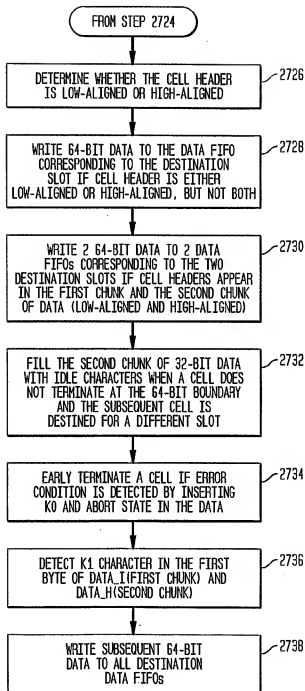 FROM STEP 2724
DETERMINE WHETHER THE CELL HEADER
IS LOW-ALIGNED OR HIGH-ALIGNED
2726
WRITE 64-BIT DATA TO THE DATA FIFO
CORRESPONDING TO THE DESTINATION
SLOT IF CELL HEADER IS EITHER
LOW-ALIGNED OR HIGH-ALIGNED, BUT NOT BOTH
2728
WRITE 2 64-BIT DATA TO 2 DATA
FIFOs CORRESPONDING TO THE TWO
DESTINATION SLOTS IF CELL HEADERS APPEAR
IN THE FIRST CHUNK AND THE SECOND CHUNK
OF DATA (LOW-ALIGNED AND HIGH-ALIGNED)
2730
FILL THE SECOND CHUNK OF 32-BIT DATA
WITH IDLE CHARACTERS WHEN A CELL DOES
NOT TERMINATE AT THE 64-BIT BOUNDARY
AND THE SUBSEQUENT CELL IS
DESTINED FOR A DIFFERENT SLOT
2732
EARLY TERMINATE A CELL IF ERROR
CONDITION IS DETECTED BY INSERTING
K0 AND ABORT STATE IN THE DATA
2734
DETECT K1 CHARACTER IN THE FIRST
BYTE OF DATA_I(FIRST CHUNK) AND
DATA_H(SECOND CHUNK)
2736
WRITE SUBSEQUENT 64-BIT
DATA TO ALL DESTINATION
DATA FIFOs
2738